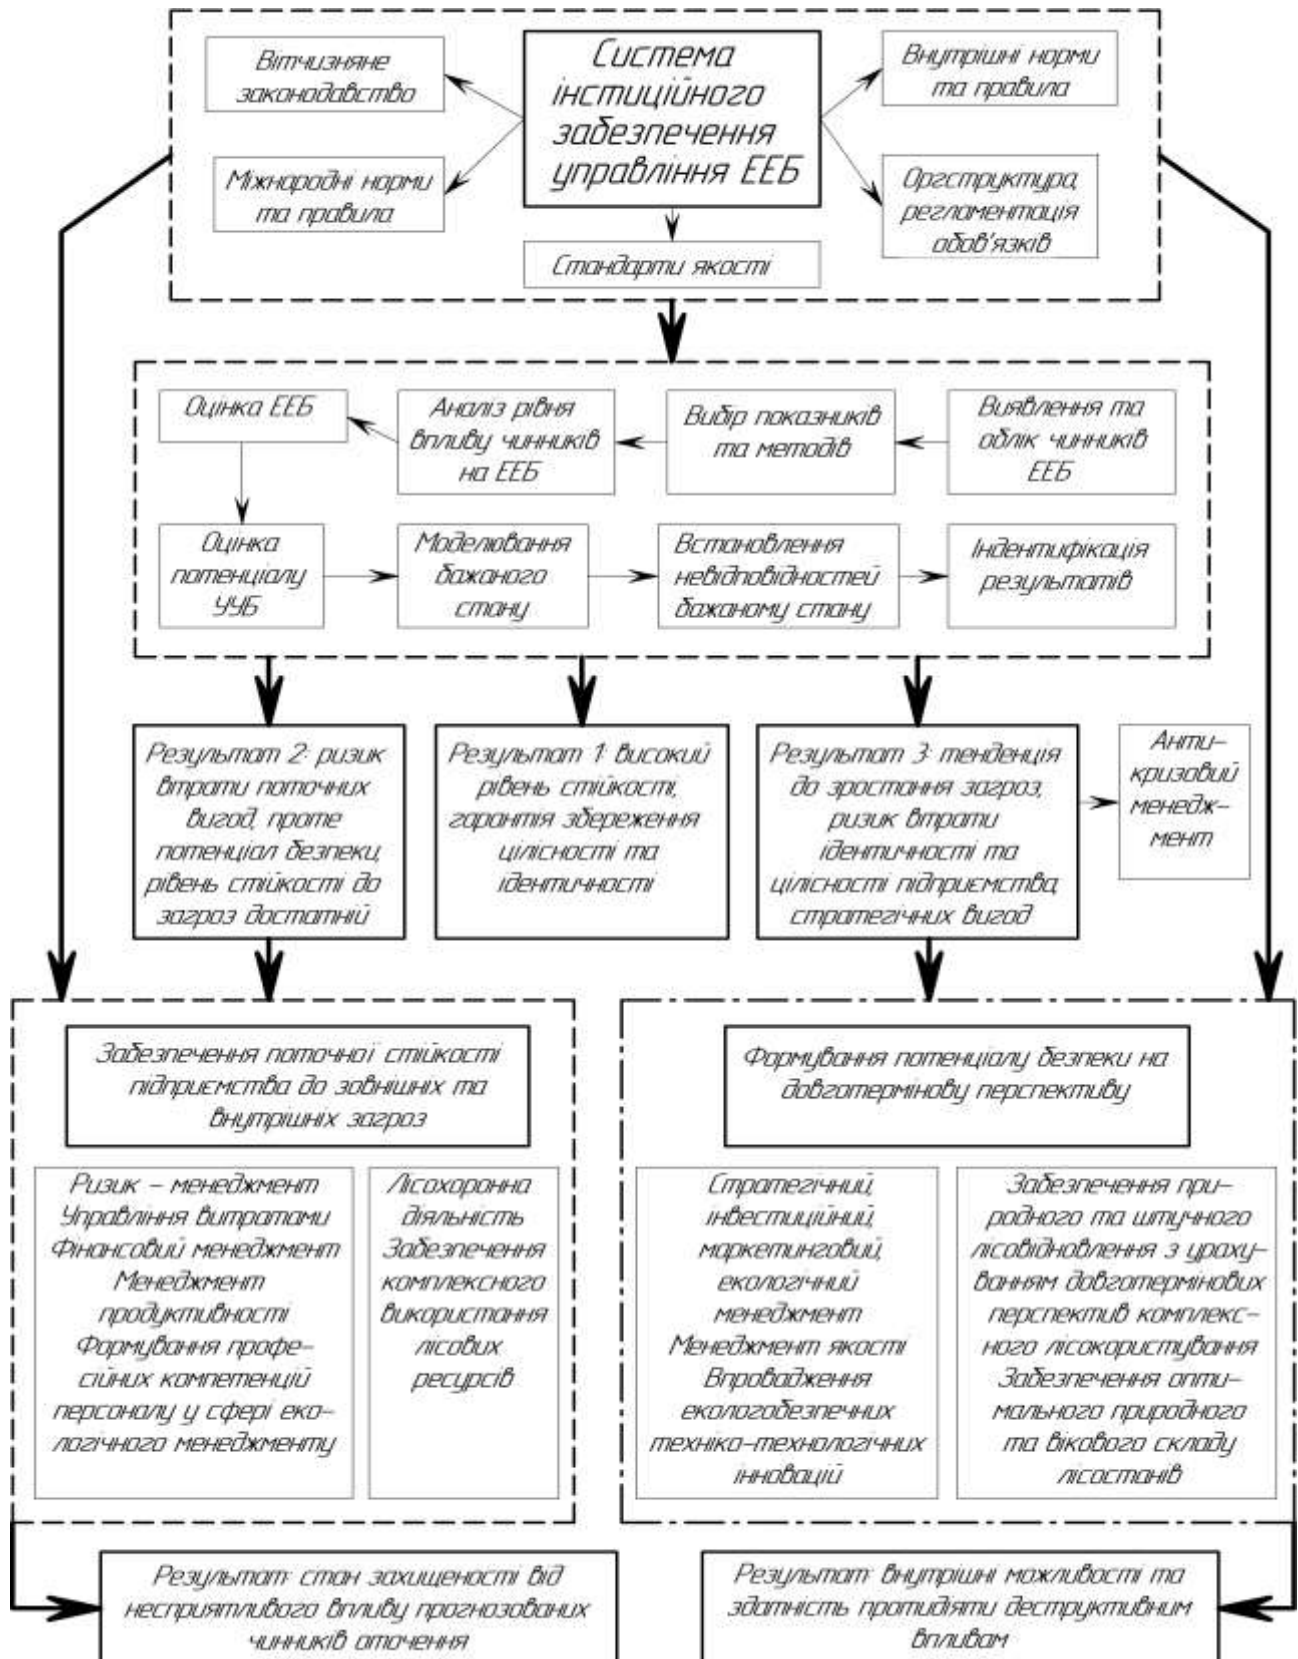 Вітчизняне
законодавство
Система
інстиційного
забезпечення
управління ЕЕБ
Внутрішні норми
та правила
Міжнародні норми
та правила
Оргструктура,
регламентація
обов'язків
Стандарти якості
Оцінка ЕЕБ
Аналіз рівня
впливу чинників
на ЕЕБ
Вибір показників
та методів
Виявлення та
облік чинників
ЕЕБ
Оцінка
потенціалу
УУБ
Моделювання
бажаного
стану
Встановлення
невідповідностей
бажаному стану
Індентифікація
результатів
Результат 2: ризик
втрати поточних
вигод, проте
потенціал безпеки,
рівень стійкості до
загроз достатній
Результат 1: високий
рівень стійкості,
гарантія збереження
цілісності та
ідентичності
Результат 3: тенденція
до зростання загроз,
ризик втрати
ідентичності та
цілісності підприємства,
стратегічних вигод
Анти-
кризовий
менедж-
мент
Забезпечення поточної стійкості
підприємства до зовнішніх та
внутрішніх загроз
Формування потенціалу безпеки на
довготермінову перспективу
Ризик – менеджмент
Управління витратами
Фінансовий менеджмент
Менеджмент
продуктивності
Формування профе-
сійних компетенцій
персоналу у сфері еко-
логічного менеджменту
Лісохоронна
діяльність
Забезпечення
комплексного
використання
лісових
ресурсів
Стратегічний,
інвестиційний,
маркетинговий,
екологічний
менеджмент
Менеджмент якості
Впровадження
екологобезпечних
техніко-технологічних
інновацій
Забезпечення при-
родного та штучного
лісовідновлення з ураху-
ванням довготермінових
перспектив комплекс-
ного лісокористування
Забезпечення опти-
мального природного
та вікового складу
лісостанів
Результат: стан захищеності від
несприятливого впливу прогнозованих
чинників оточення
Результат: внутрішні можливості та
здатність протидіяти деструктивним
впливам